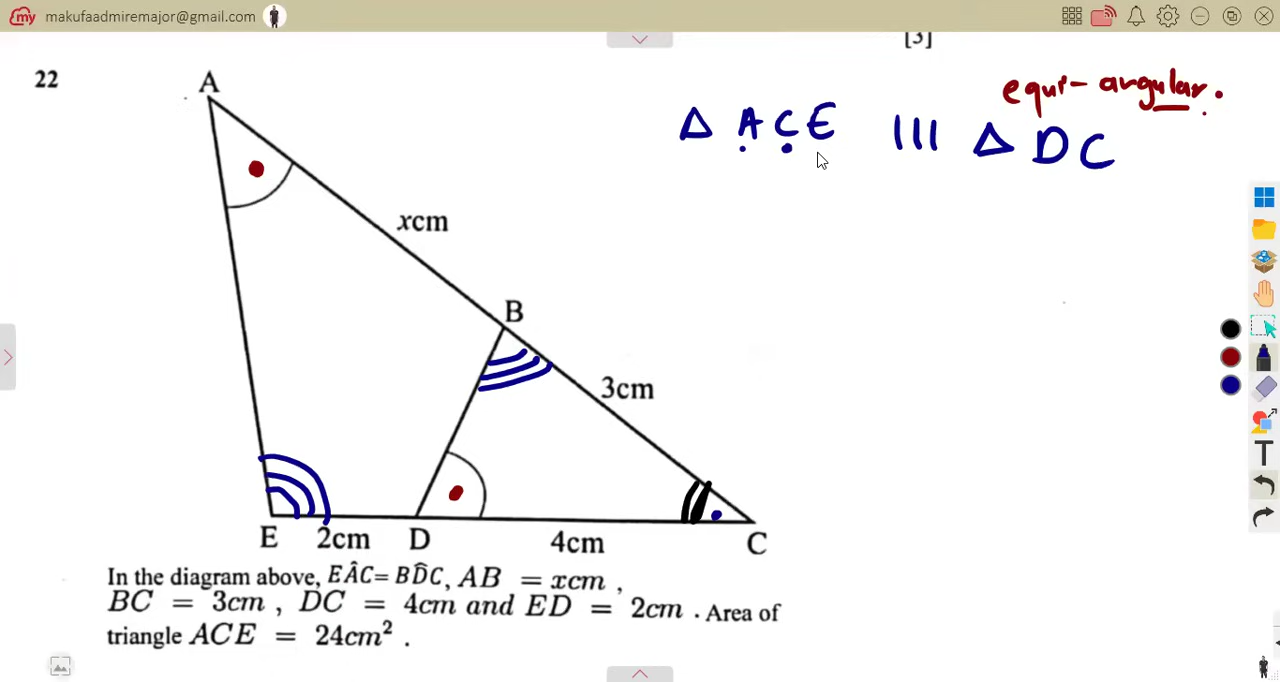 my makufaadmiremajor@gmail.com
[3]
22
equi-angular.
Δ ACE ||| Δ DC
A
xcm
B
3cm
E 2cm D 4cm C
In the diagram above, EÂC= BD̂C, AB = xcm ,
BC = 3cm , DC = 4cm and ED = 2cm . Area of
triangle ACE = 24cm² .
T